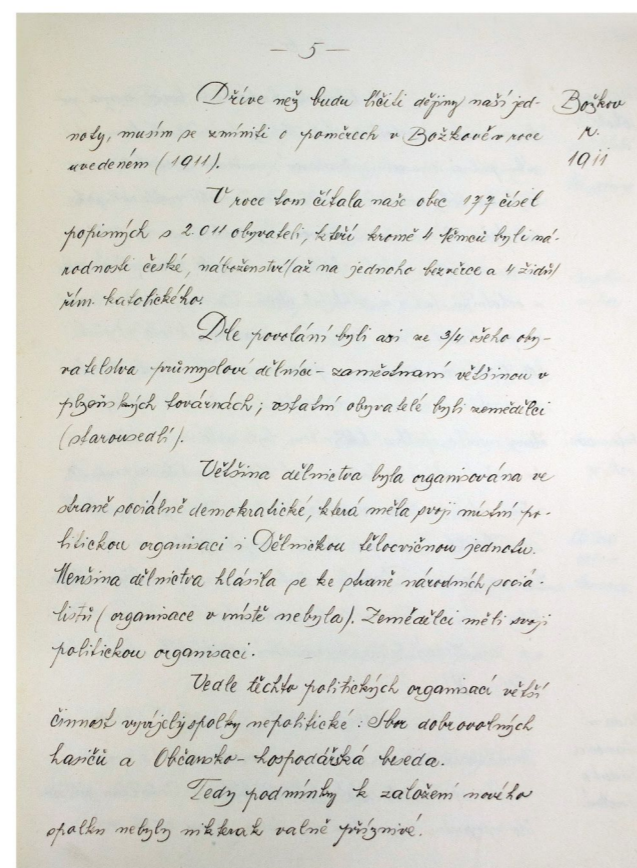 — 5 —
Dříve než budu líčiti dějiny naší jed- Božkov
noty, musím se zmíniti o poměrech v Božkově v roce r.
uvedeném (1911). 1911
V roce tom čítala naše obec 177 čísel
popisných s 2.011 obyvateli, kteří kromě 4 němců byli ná-
rodnosti české, náboženství /až na jednoho bezvěrce a 4 židů/
řím. katolického.
Dle povolání byli asi ze 3/4 všeho oby-
vatelstva průmysloví dělníci - zaměstnaní většinou v
plzeňských továrnách; ostatní obyvatelé byli zemědělci
(starousedlí).
Většina dělnictva byla organisována ve
straně sociálně demokratické, která měla svoji místní po-
litickou organisaci i Dělnickou tělocvičnou jednotu.
Menšina dělnictva hlásila se ke straně národních sociá-
listů (organisace v místě nebyla). Zemědělci měli svoji
politickou organisaci.
Vedle těchto politických organisací větší
činnost vyvíjely spolky nepolitické: Sbor dobrovolných
hasičů a Občansko-hospodářská beseda.
Tedy podmínky k založení nového
spolku nebyly nikterak valně příznivé.